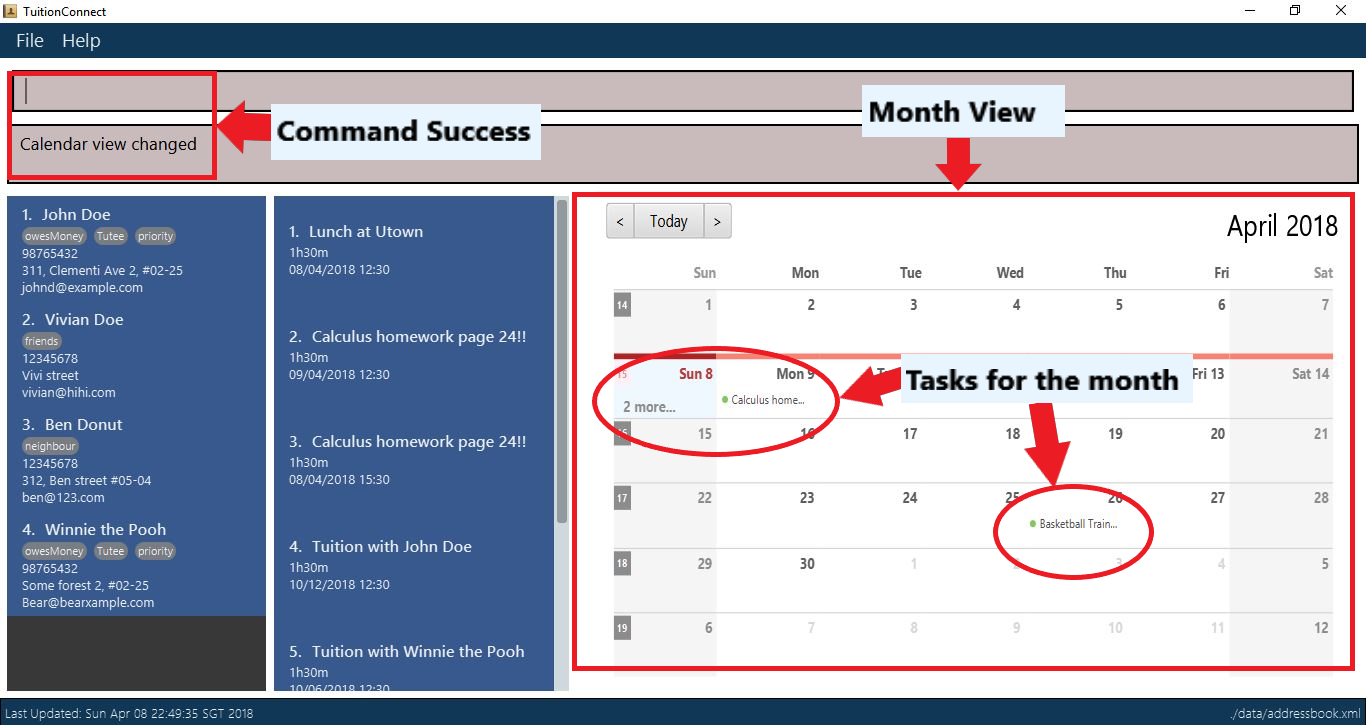 TuitionConnect
File Help
Command Success
Month View
Calendar view changed
1. John Doe
owesMoney Tutee priority
98765432
311, Clementi Ave 2, #02-25
johnd@example.com
2. Vivian Doe
friends
12345678
Vivi street
vivian@hihi.com
3. Ben Donut
neighbour
12345678
312, Ben street #05-04
ben@123.com
4. Winnie the Pooh
owesMoney Tutee priority
98765432
Some forest 2, #02-25
Bear@bearxample.com
1. Lunch at Utown
1h30m
08/04/2018 12:30
2. Calculus homework page 24!!
1h30m
09/04/2018 12:30
3. Calculus homework page 24!!
1h30m
08/04/2018 15:30
4. Tuition with John Doe
1h30m
10/12/2018 12:30
5. Tuition with Winnie the Pooh
1h30m
10/06/2018 12:30
< Today >
April 2018
Sun Mon Tue Wed Thu Fri Sat
14 1 2 3 4 5 6 7
15 Sun 8 Mon 9 Fri 13 Sat 14
Tasks for the month
2 more... Calculus home...
16 15 16 17 18 19 20 21
17 22 23 24 25 26 27 28
Basketball Train...
18 29 30 1 2 3 4 5
19 6 7 8 9 10 11 12
Last Updated: Sun Apr 08 22:49:35 SGT 2018
./data/addressbook.xml